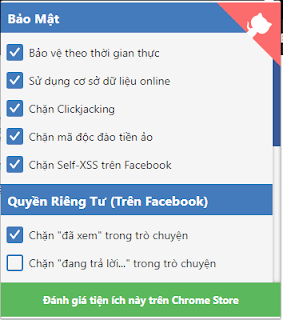 Bảo Mật
Bảo vệ theo thời gian thực
Sử dụng cơ sở dữ liệu online
Chặn Clickjacking
Chặn mã độc đào tiền ảo
Chặn Self-XSS trên Facebook
Quyền Riêng Tư (Trên Facebook)
Chặn "đã xem" trong trò chuyện
Chặn "đang trả lời..." trong trò chuyện
Đánh giá tiện ích này trên Chrome Store